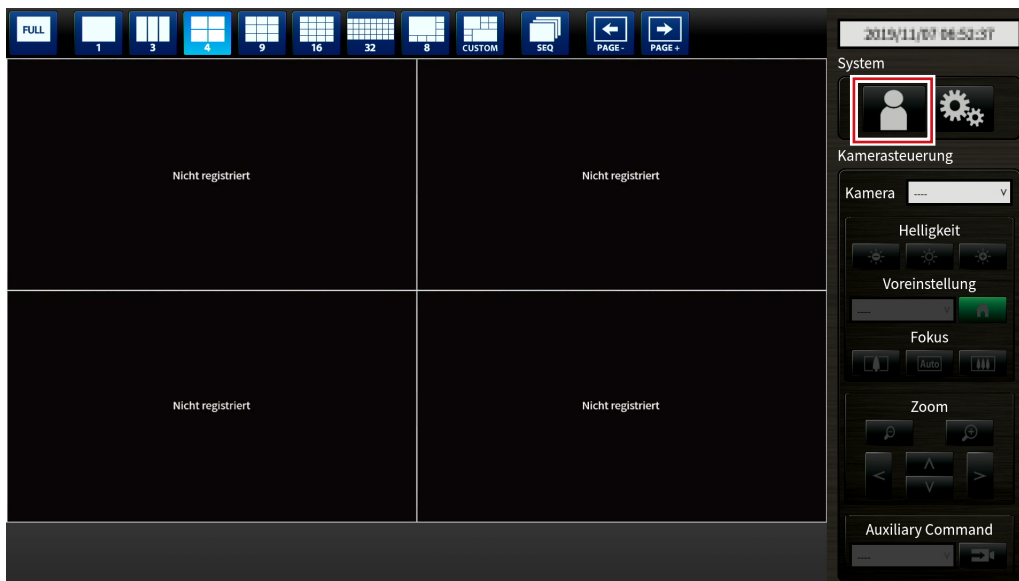 FULL
1
3
4
9
16
32
8
CUSTOM
SEQ
PAGE -
PAGE +
2019/11/07 06:52:37
System
Kamerasteuerung
Kamera ---- v
Helligkeit
Voreinstellung
---- v
Fokus
Auto
Zoom
Auxiliary Command
---- v
Nicht registriert
Nicht registriert
Nicht registriert
Nicht registriert